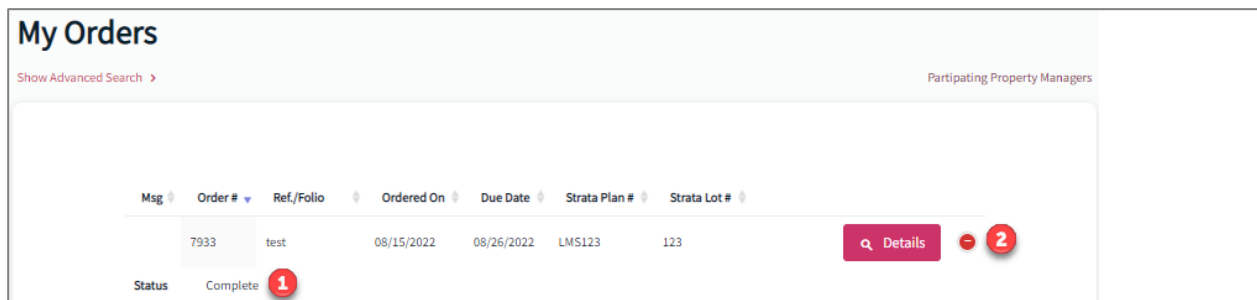 My Orders
Show Advanced Search > Partipating Property Managers
Msg Order # Ref./Folio Ordered On Due Date Strata Plan # Strata Lot #
7933 test 08/15/2022 08/26/2022 LMS123 123 Details 2
Status Complete 1